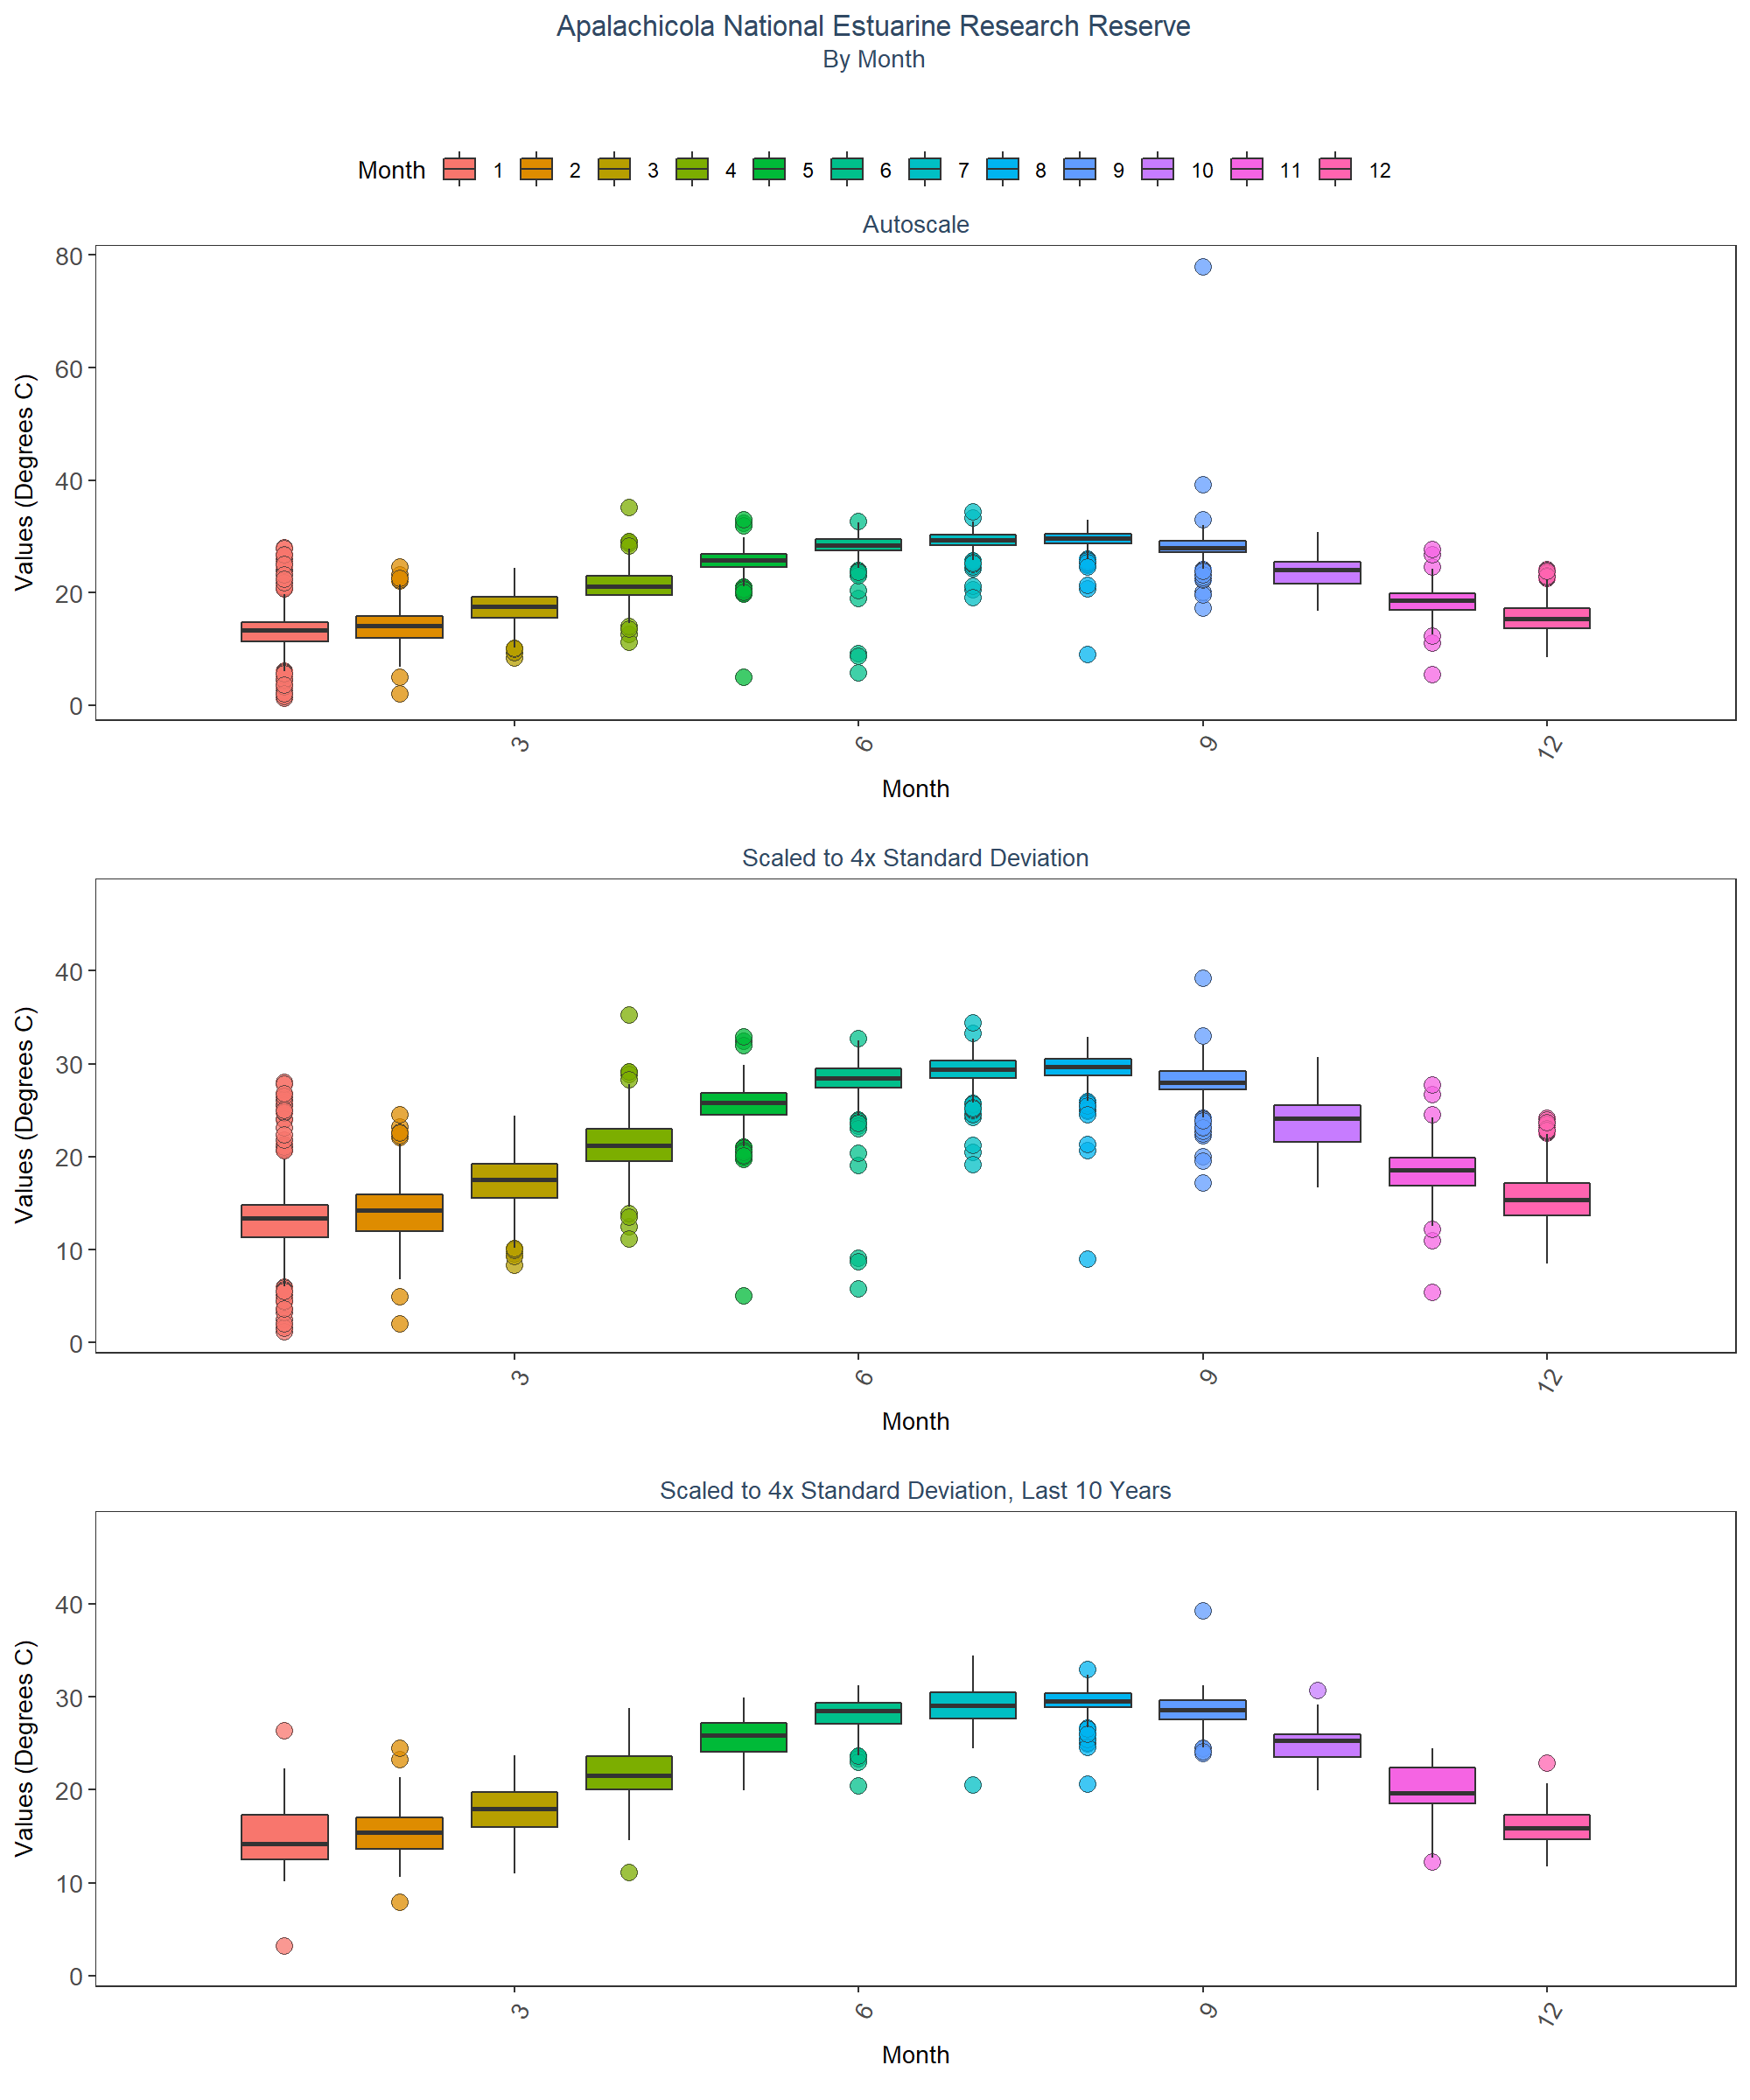 Apalachicola National Estuarine Research Reserve
By Month
Month 1 2 3 4 5 6 7 8 9 10 11 12
Autoscale
Values (Degrees C)
80
60
40
20
0
3 6 9 12
Month
Scaled to 4x Standard Deviation
Values (Degrees C)
40
30
20
10
0
3 6 9 12
Month
Scaled to 4x Standard Deviation, Last 10 Years
Values (Degrees C)
40
30
20
10
0
3 6 9 12
Month